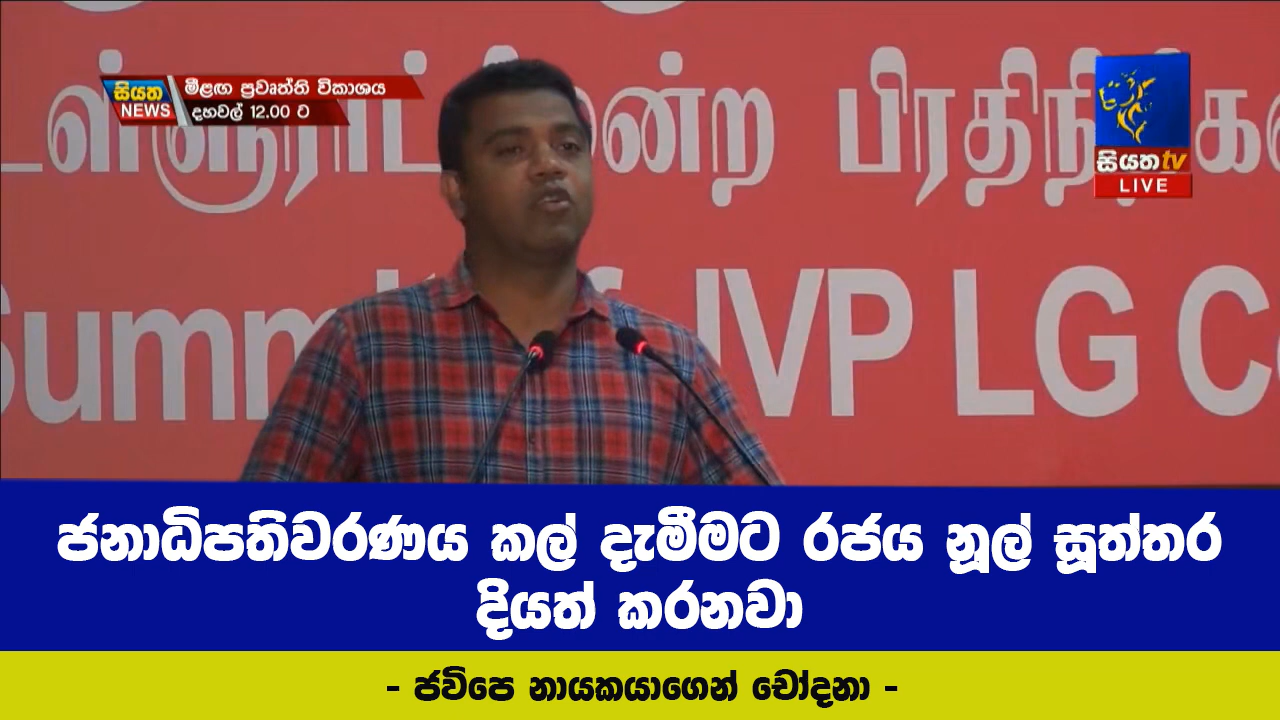 සියත
NEWS
මීළඟ ප්‍රවෘත්ති විකාශය
දහවල් 12.00 ට
සියත tv
LIVE
JVP LG
ජනාධිපතිවරණය කල් දැමීමට රජය නූල් සූත්තර
දියත් කරනවා
- ජවිපෙ නායකයාගෙන් චෝදනා -